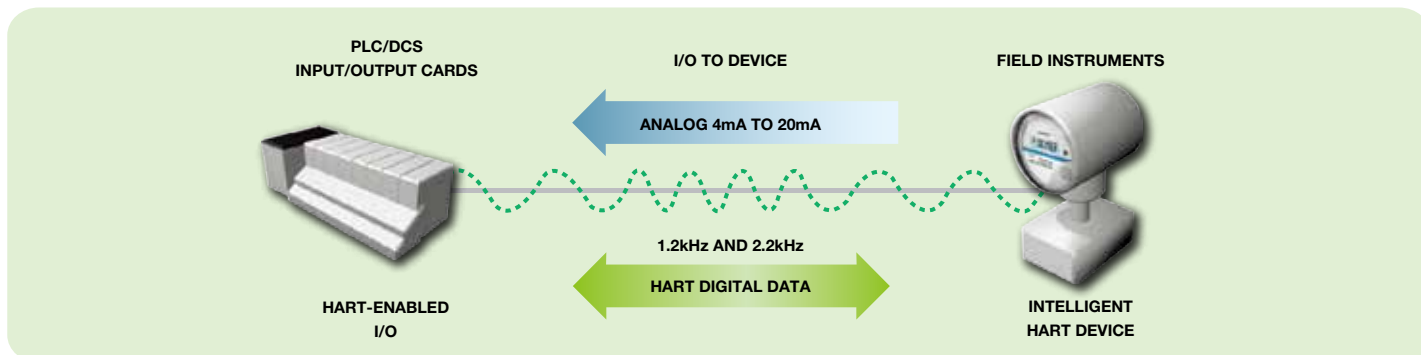 PLC/DCS
INPUT/OUTPUT CARDS
I/O TO DEVICE
FIELD INSTRUMENTS
ANALOG 4mA TO 20mA
1.2kHz AND 2.2kHz
HART DIGITAL DATA
HART-ENABLED
I/O
INTELLIGENT
HART DEVICE